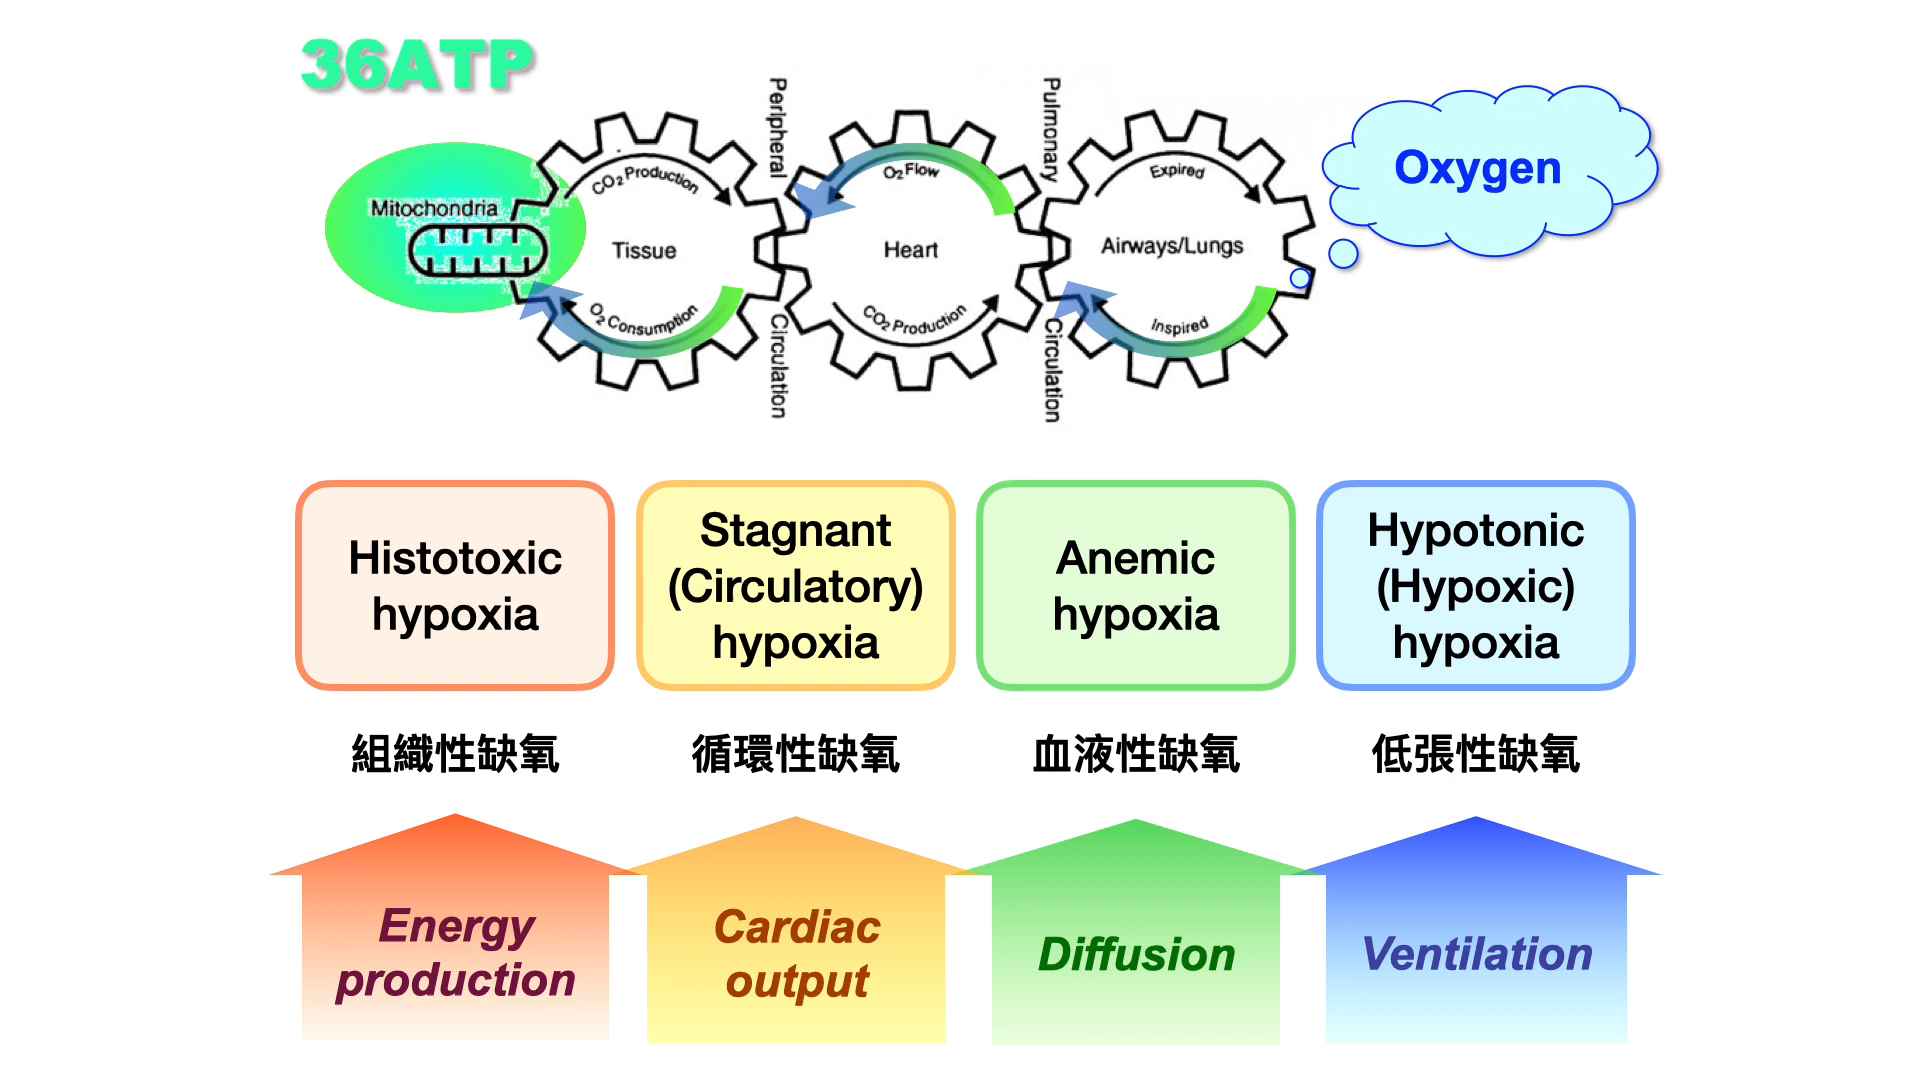 36ATP
Peripheral
Pulmonary
CO2 Production
O2 Flow
Expired
Oxygen
Mitochondria
Tissue
Heart
Airways/Lungs
O2 Consumption
CO2 Production
Inspired
Circulation
Circulation
Histotoxic
hypoxia
Stagnant
(Circulatory)
hypoxia
Anemic
hypoxia
Hypotonic
(Hypoxic)
hypoxia
組織性缺氧
循環性缺氧
血液性缺氧
低張性缺氧
Energy
production
Cardiac
output
Diffusion
Ventilation